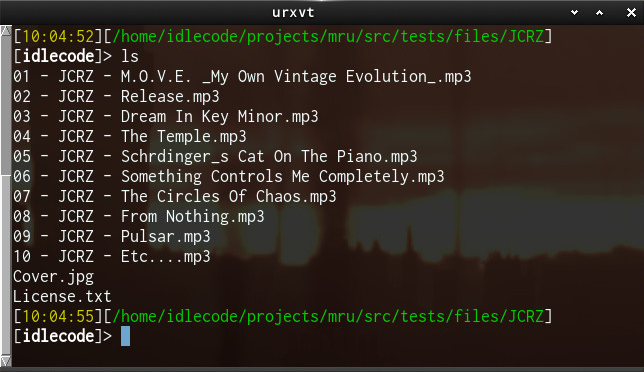 urxvt
[10:04:52][/home/idlecode/projects/mru/src/tests/files/JCRZ]
[idlecode]> ls
01 - JCRZ - M.O.V.E. _My Own Vintage Evolution_.mp3
02 - JCRZ - Release.mp3
03 - JCRZ - Dream In Key Minor.mp3
04 - JCRZ - The Temple.mp3
05 - JCRZ - Schrdinger_s Cat On The Piano.mp3
06 - JCRZ - Something Controls Me Completely.mp3
07 - JCRZ - The Circles Of Chaos.mp3
08 - JCRZ - From Nothing.mp3
09 - JCRZ - Pulsar.mp3
10 - JCRZ - Etc....mp3
Cover.jpg
License.txt
[10:04:55][/home/idlecode/projects/mru/src/tests/files/JCRZ]
[idlecode]>